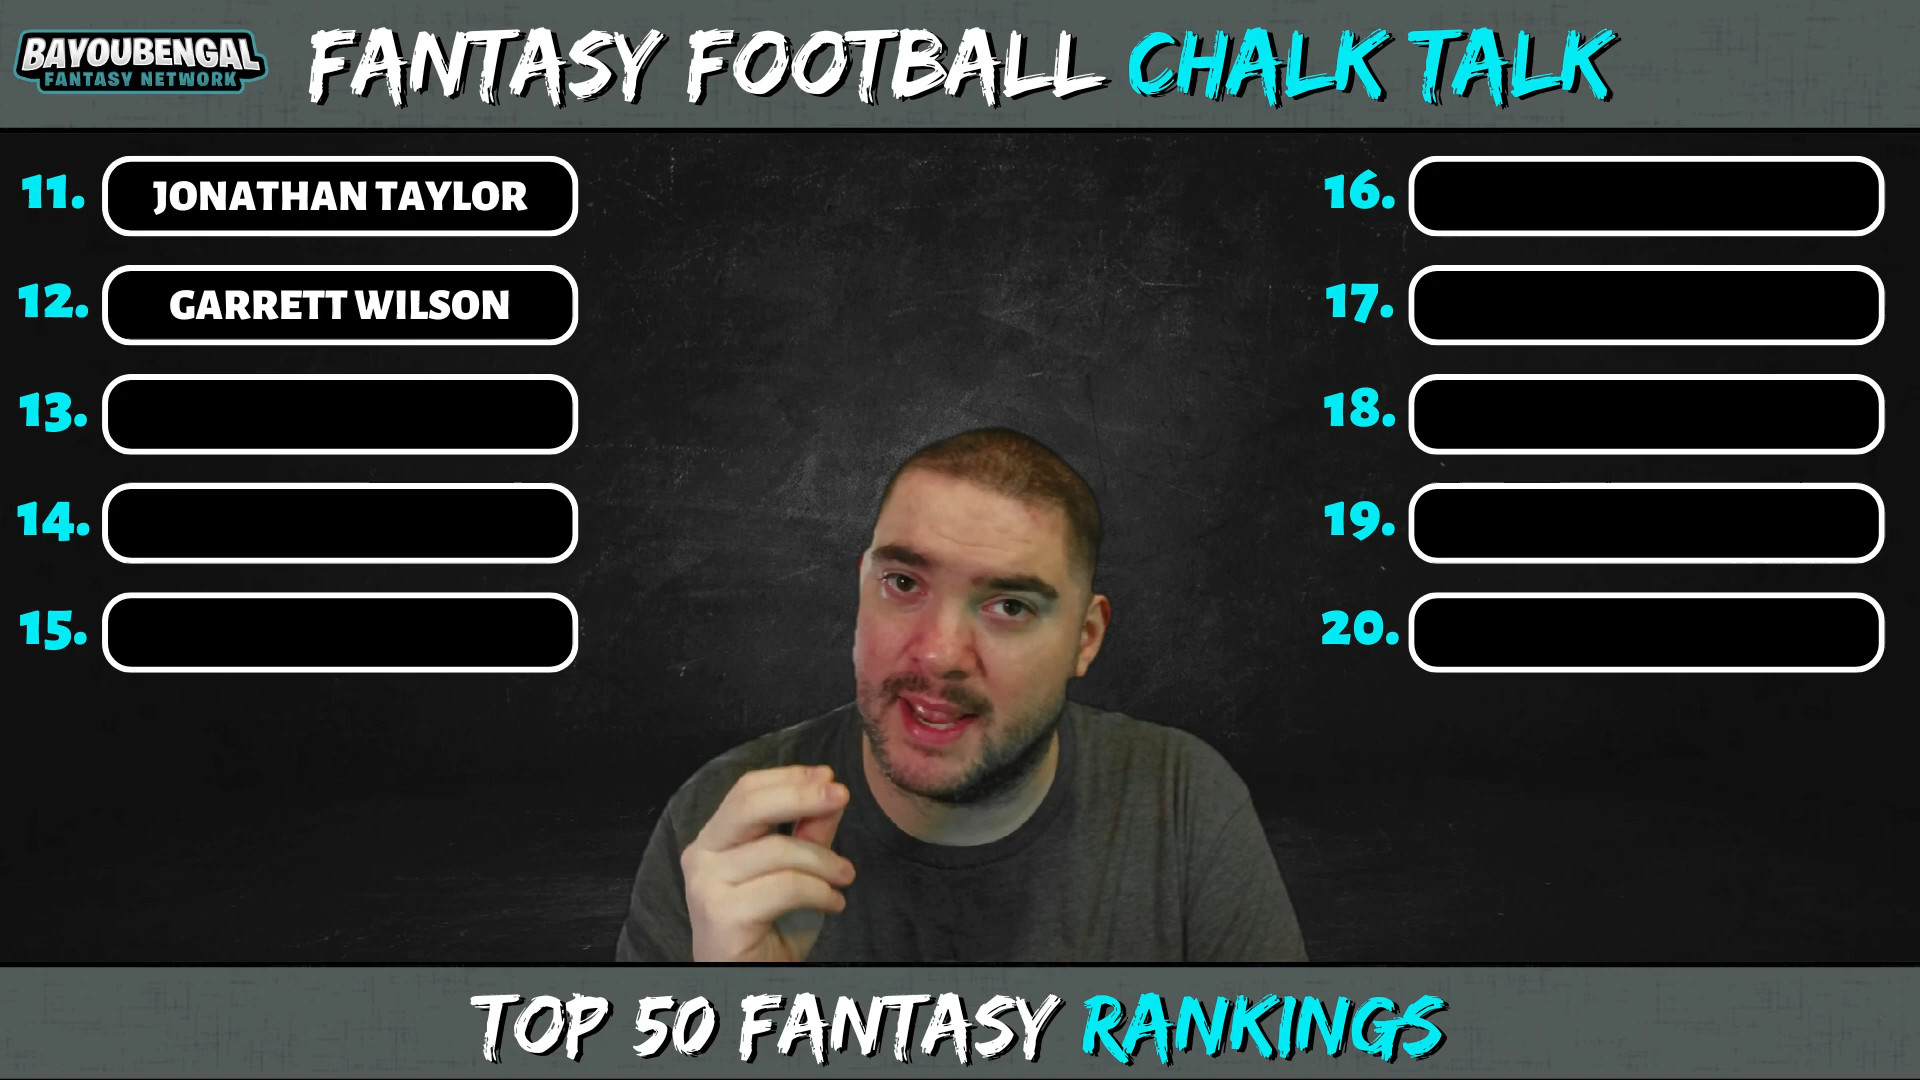 BAYOUBENGAL
FANTASY NETWORK
FANTASY FOOTBALL CHALK TALK
11. JONATHAN TAYLOR
12. GARRETT WILSON
13.
14.
15.
16.
17.
18.
19.
20.
TOP 50 FANTASY RANKINGS